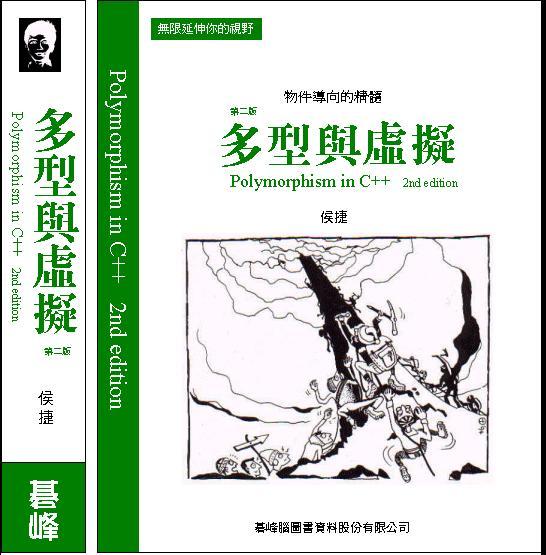 多型與虛擬
Polymorphism in C++ 2nd edition
第二版
侯捷
碁峰
Polymorphism in C++ 2nd edition
無限延伸你的視野
物件導向的精髓
第二版
多型與虛擬
Polymorphism in C++ 2nd edition
侯捷
碁峰腦圖書資料股份有限公司